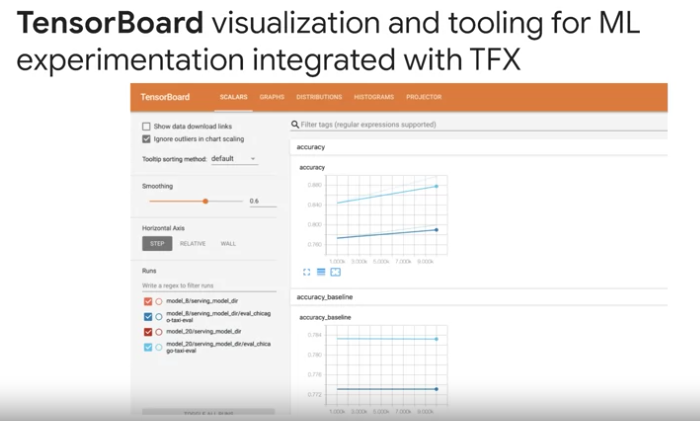 TensorBoard visualization and tooling for ML
experimentation integrated with TFX
TensorBoard SCALARS GRAPHS DISTRIBUTIONS HISTOGRAMS PROJECTOR
Show data download links
Ignore outliers in chart scaling
Tooltip sorting method: default
Smoothing
0.6
Horizontal Axis
STEP RELATIVE WALL
Runs
Write a regex to filter runs
model_8/serving_model_dir
model_8/serving_model_dir/eval_chicag
o-taxi-eval
model_20/serving_model_dir
model_20/serving_model_dir/eval_chica
go-taxi-eval
Filter tags (regular expressions supported)
accuracy
accuracy
0.840
0.800
0.760
1.000k 3.000k 5.000k 7.000k 9.000k
accuracy_baseline
accuracy_baseline
0.784
0.780
0.776
0.772
1.000k 3.000k 5.000k 7.000k 9.000k